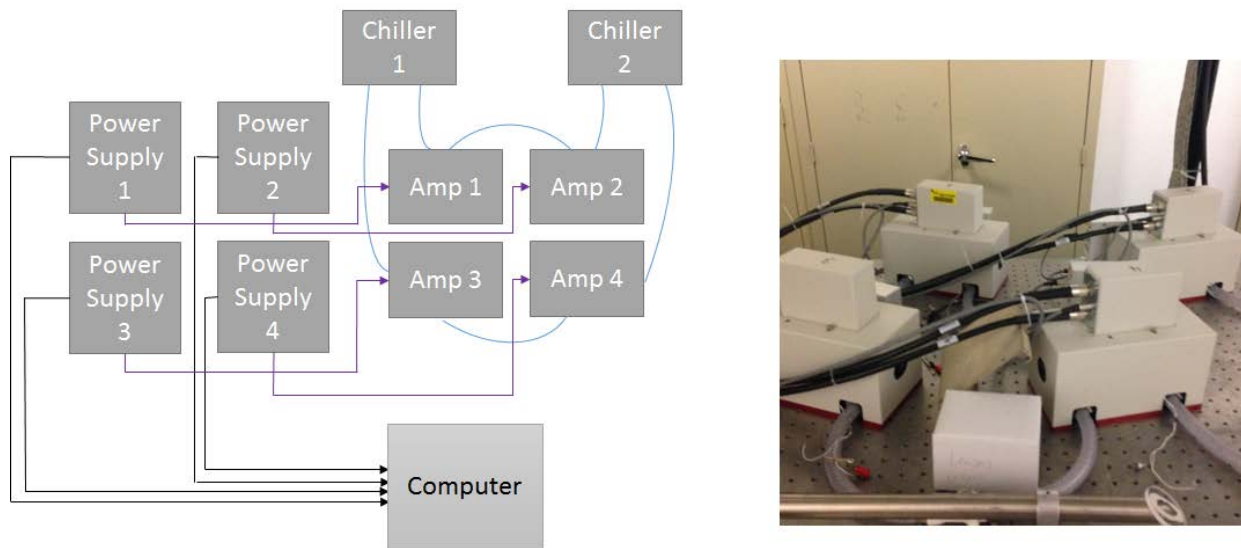 Chiller
1
Chiller
2
Power
Supply
1
Power
Supply
2
Amp 1
Amp 2
Power
Supply
3
Power
Supply
4
Amp 3
Amp 4
Computer